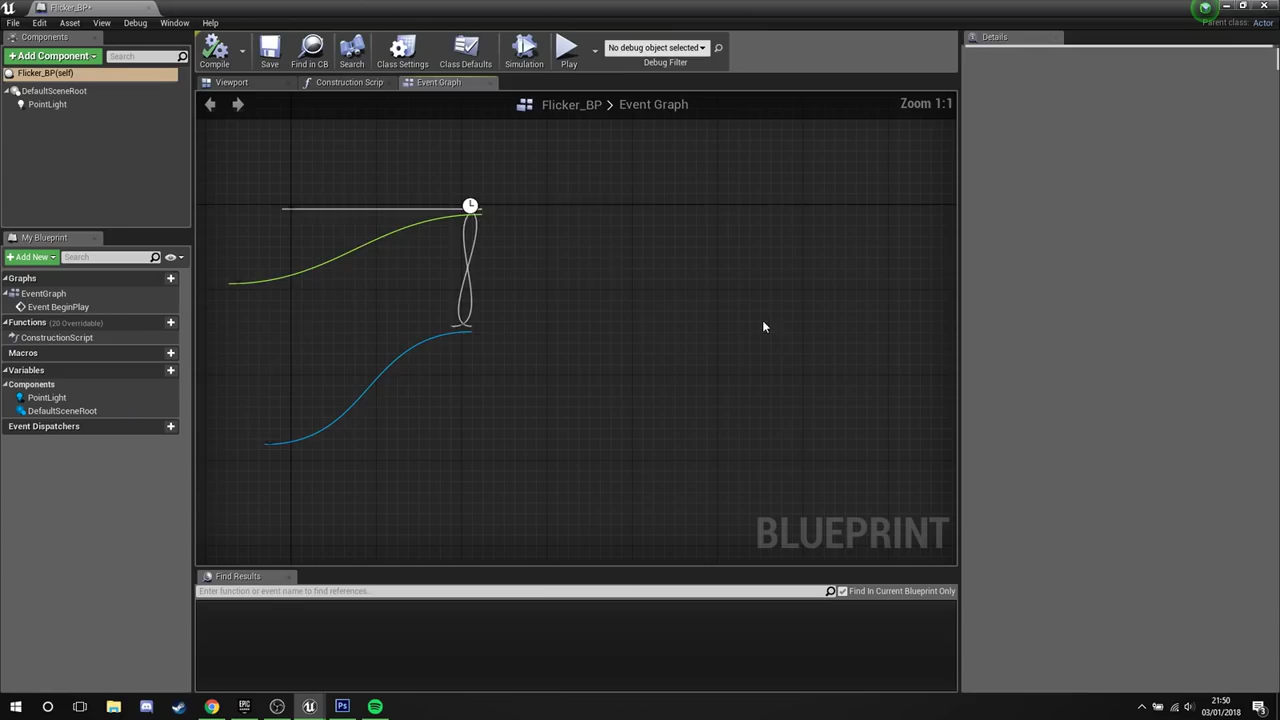 Flicker_BP*
File Edit Asset View Window Debug Window Help
Parent class: Actor
Components
+Add Component
Search
Flicker_BP(self)
DefaultSceneRoot
PointLight
My Blueprint
+Add New
Search
Graphs
EventGraph
Event BeginPlay
Functions (20 Overridable)
ConstructionScript
Macros
Variables
Components
PointLight
DefaultSceneRoot
Event Dispatchers
Compile
Save
Find in CB
Search
Class Settings
Class Defaults
Simulation
Play
No debug object selected
Debug Filter
Viewport
Construction Scrip
Event Graph
Flicker_BP > Event Graph
Zoom 1:1
BLUEPRINT
Find Results
Enter function or event name to find references...
Find In Current Blueprint Only
Details
EPIC
Ps
21:50
03/01/2018